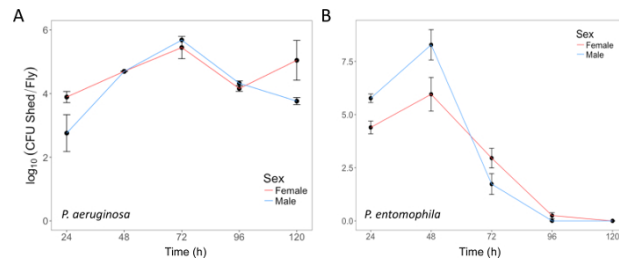 A
log10 (CFU Shed/Fly)
6
4
2
0
Sex
Female
Male
P. aeruginosa
24 48 72 96 120
Time (h)
B
7.5
5.0
2.5
0.0
Sex
Female
Male
P. entomophila
24 48 72 96 120
Time (h)